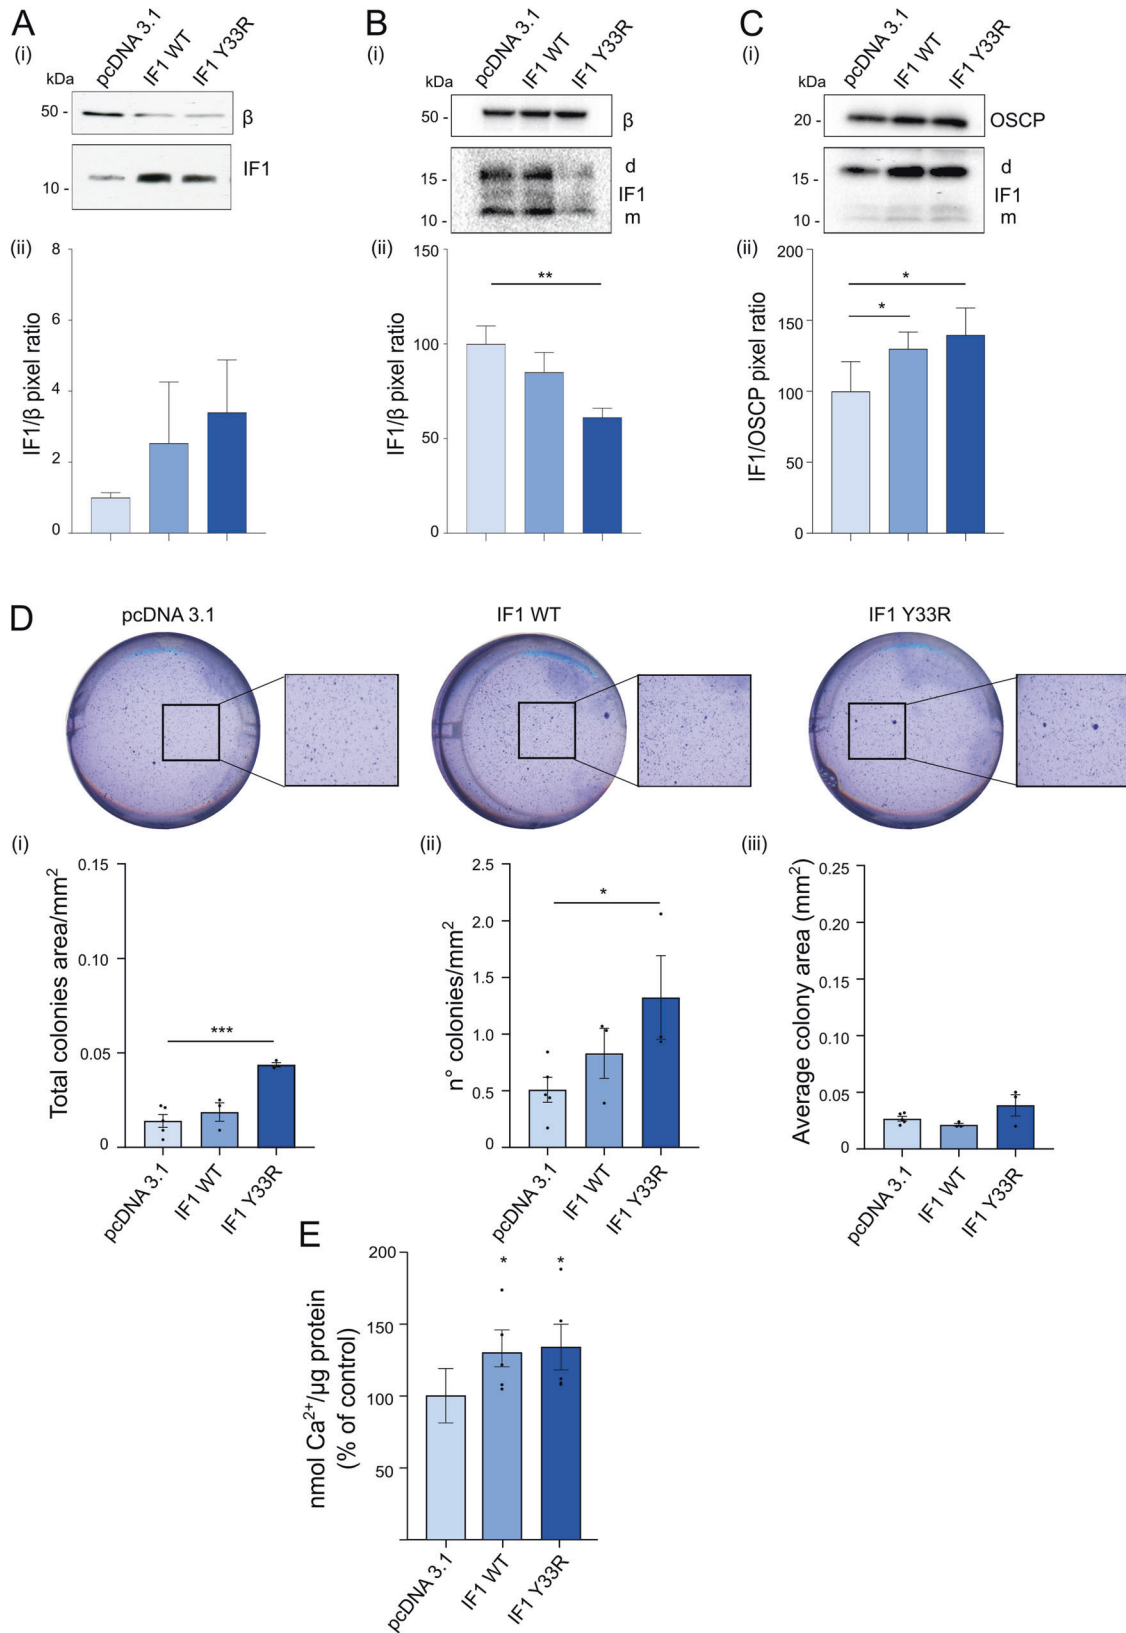 A
(i)
pcDNA 3.1
IF1 WT
IF1 Y33R
kDa
50 -
β
10 -
IF1
(ii)
IF1/β pixel ratio
8
6
4
2
0
B
(i)
pcDNA 3.1
IF1 WT
IF1 Y33R
kDa
50 -
β
15 -
d
IF1
10 -
m
(ii)
IF1/β pixel ratio
150
100
50
0
**
C
(i)
pcDNA 3.1
IF1 WT
IF1 Y33R
kDa
20 -
OSCP
15 -
d
IF1
10 -
m
(ii)
IF1/OSCP pixel ratio
200
150
100
50
0
*
*
D
pcDNA 3.1
IF1 WT
IF1 Y33R
(i)
Total colonies area/mm²
0.15
0.10
0.05
0
***
pcDNA 3.1
IF1 WT
IF1 Y33R
(ii)
n° colonies/mm²
2.5
2.0
1.5
1.0
0.5
0
*
pcDNA 3.1
IF1 WT
IF1 Y33R
(iii)
Average colony area (mm²)
0.25
0.20
0.15
0.10
0.05
0
pcDNA 3.1
IF1 WT
IF1 Y33R
E
nmol Ca²⁺/µg protein
(% of control)
200
150
100
50
*
*
pcDNA 3.1
IF1 WT
IF1 Y33R